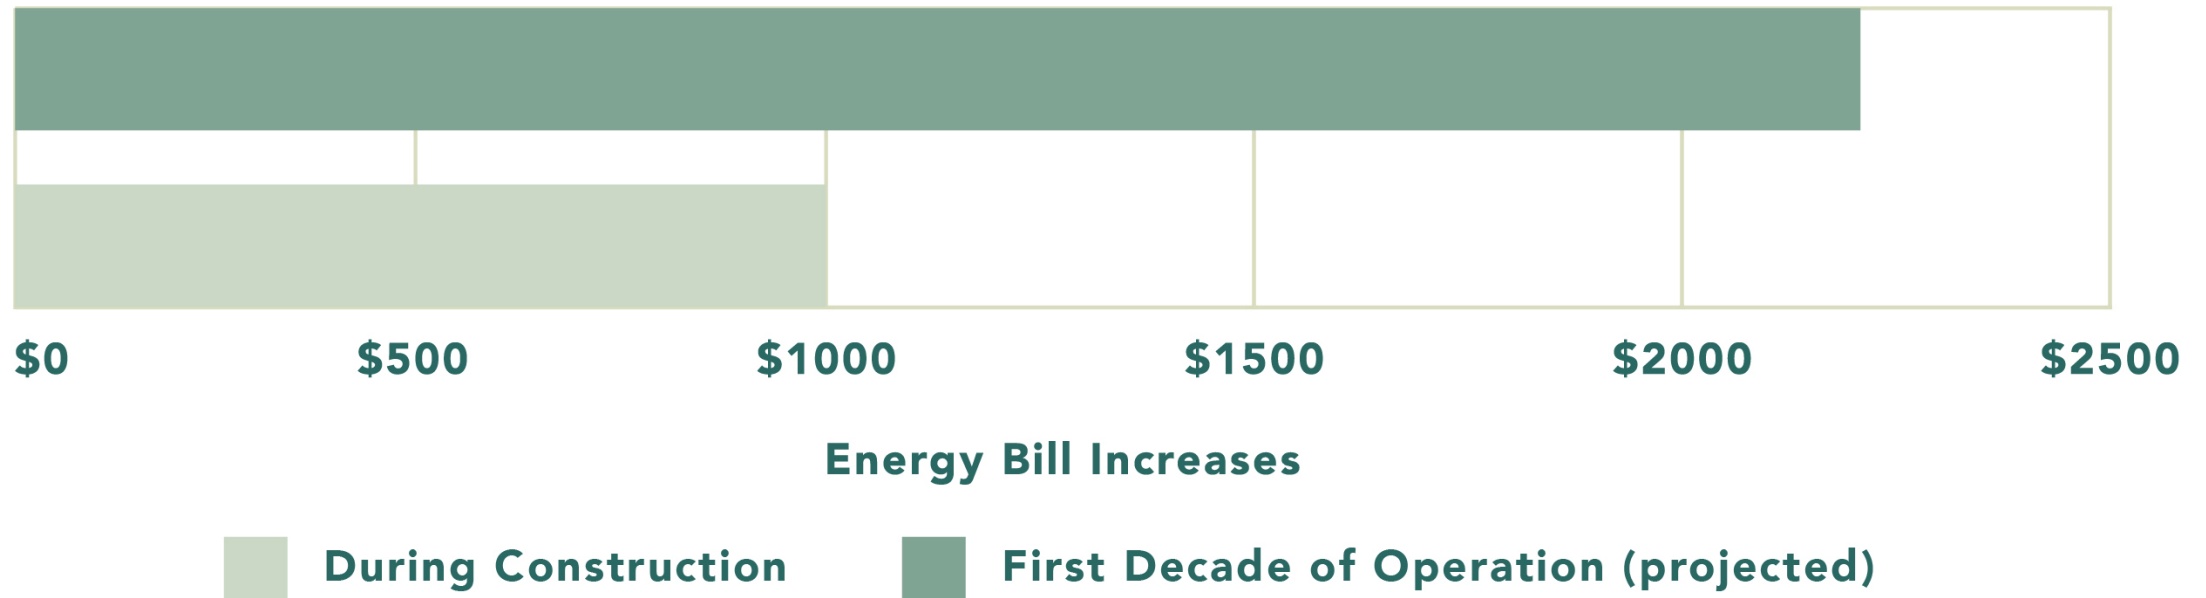 $0 $500 $1000 $1500 $2000 $2500
Energy Bill Increases
During Construction First Decade of Operation (projected)